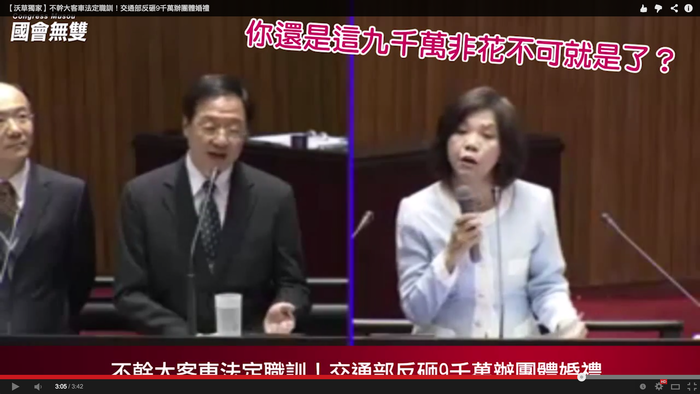 【沃草獨家】不幹大客車法定職訓！交通部反砸9千萬辦團體婚禮
Congress Musou
國會無雙
你還是這九千萬非花不可就是了？
不幹大客車法定職訓！交通部反砸9千萬辦團體婚禮
3:05 / 3:42
HD